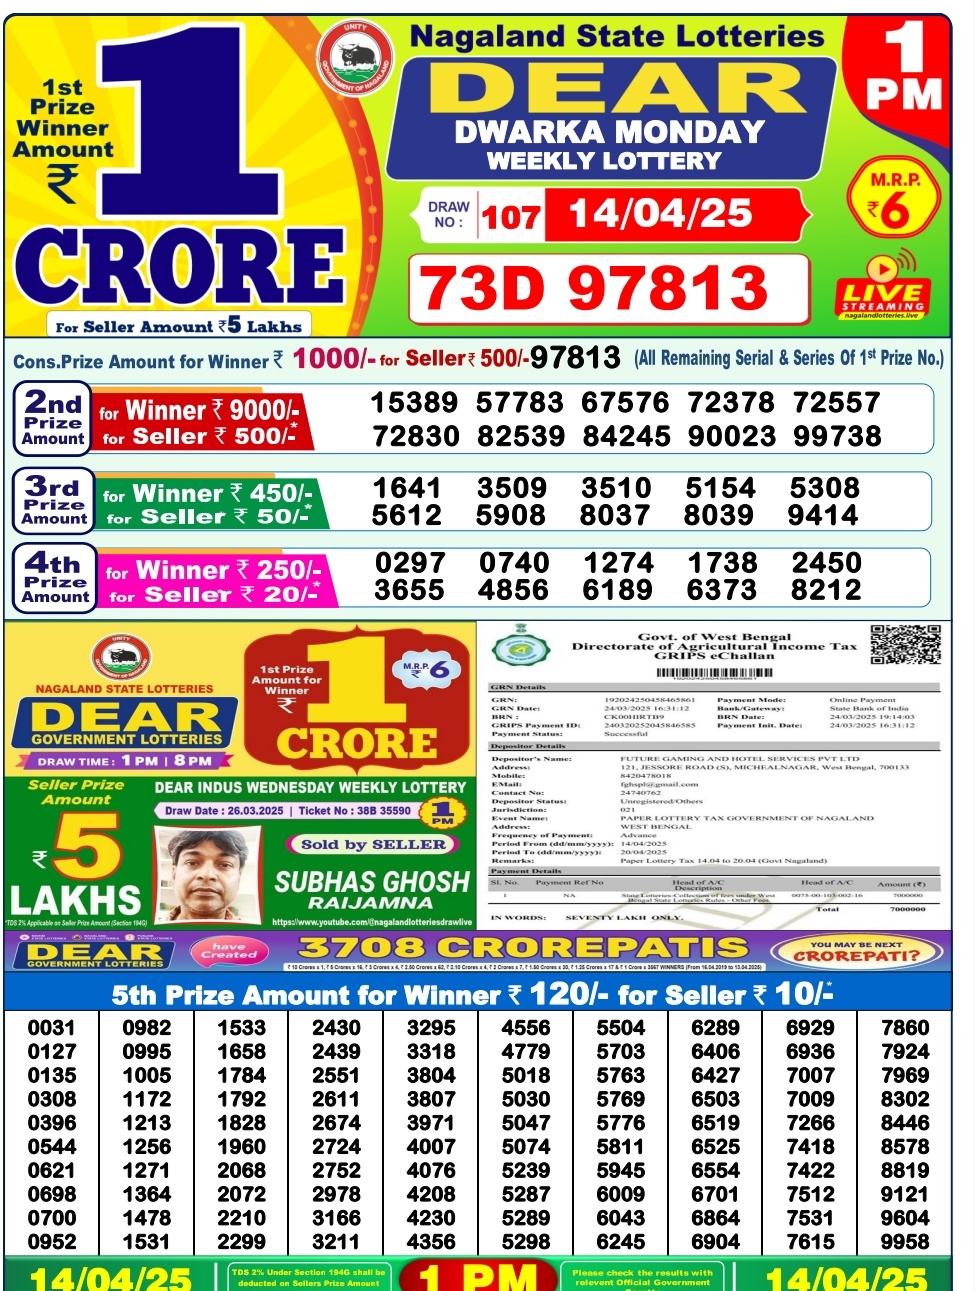 1st
Prize
Winner
Amount
₹
1
CRORE
For Seller Amount ₹5 Lakhs
UNITY
GOVERNMENT OF NAGALAND
Nagaland State Lotteries
DEAR
DWARKA MONDAY
WEEKLY LOTTERY
1
PM
DRAW
NO :
107
14/04/25
M.R.P.
₹6
73D 97813
LIVE
STREAMING
nagalandlotteries.live
Cons.Prize Amount for Winner ₹ 1000/- for Seller ₹ 500/- 97813 (All Remaining Serial & Series Of 1st Prize No.)
2nd
Prize
Amount
for Winner ₹ 9000/-
for Seller ₹ 500/-*
15389 57783 67576 72378 72557
72830 82539 84245 90023 99738
3rd
Prize
Amount
for Winner ₹ 450/-
for Seller ₹ 50/-*
1641 3509 3510 5154 5308
5612 5908 8037 8039 9414
4th
Prize
Amount
for Winner ₹ 250/-
for Seller ₹ 20/-*
0297 0740 1274 1738 2450
3655 4856 6189 6373 8212
UNITY
NAGALAND STATE LOTTERIES
DEAR
GOVERNMENT LOTTERIES
DRAW TIME : 1 PM | 8 PM
1st Prize
Amount for
Winner
₹
1
CRORE
M.R.P.
₹ 6
Seller Prize
Amount
₹ 5
LAKHS
*TDS 2% Applicable on Seller Prize Amount (Section 194G)
DEAR INDUS WEDNESDAY WEEKLY LOTTERY
Draw Date : 26.03.2025 | Ticket No : 38B 35590
1
PM
Sold by SELLER
SUBHAS GHOSH
RAIJAMNA
https://www.youtube.com/@nagalandlotteriesdrawlive
Govt. of West Bengal
Directorate of Agricultural Income Tax
GRIPS eChallan
192024250458465861
GRN Details
GRN: 192024250458465861 Payment Mode: Online Payment
GRN Date: 24/03/2025 16:31:12 Bank/Gateway: State Bank of India
BRN : CK00HIRTB9 BRN Date: 24/03/2025 19:14:03
GRIPS Payment ID: 240320252045846585 Payment Init. Date: 24/03/2025 16:31:12
Payment Status: Successful
Depositor Details
Depositor's Name: FUTURE GAMING AND HOTEL SERVICES PVT LTD
Address: 121, JESSORE ROAD (S), MICHEALNAGAR, West Bengal, 700133
Mobile: 8420478018
EMail: fghspl@gmail.com
Contact No: 24740762
Depositor Status: Unregistered/Others
Jurisdiction: 021
Event Name: PAPER LOTTERY TAX GOVERNMENT OF NAGALAND
Address: WEST BENGAL
Frequency of Payment: Advance
Period From (dd/mm/yyyy): 14/04/2025
Period To (dd/mm/yyyy): 20/04/2025
Remarks: Paper Lottery Tax 14.04 to 20.04 (Govt Nagaland)
Payment Details
Sl. No. Payment Ref No Head of A/C Description Head of A/C Amount (₹)
1 NA State Lotteries-Collection of fees under West Bengal State Lotteries Rules - Other Fees 0075-00-103-002-16 7000000
Total 7000000
IN WORDS: SEVENTY LAKH ONLY.
DEAR
GOVERNMENT LOTTERIES
have
Created
3708 CROREPATIS
YOU MAY BE NEXT
CROREPATI?
5th Prize Amount for Winner ₹ 120/- for Seller ₹ 10/-*
0031 0982 1533 2430 3295 4556 5504 6289 6929 7860
0127 0995 1658 2439 3318 4779 5703 6406 6936 7924
0135 1005 1784 2551 3804 5018 5763 6427 7007 7969
0308 1172 1792 2611 3807 5030 5769 6503 7009 8302
0396 1213 1828 2674 3971 5047 5776 6519 7266 8446
0544 1256 1960 2724 4007 5074 5811 6525 7418 8578
0621 1271 2068 2752 4076 5239 5945 6554 7422 8819
0698 1364 2072 2978 4208 5287 6009 6701 7512 9121
0700 1478 2210 3166 4230 5289 6043 6864 7531 9604
0952 1531 2299 3211 4356 5298 6245 6904 7615 9958
14/04/25
TDS 2% Under Section 194G shall be
deducted on Sellers Prize Amount
1 PM
Please check the results with
relevent Official Government
14/04/25